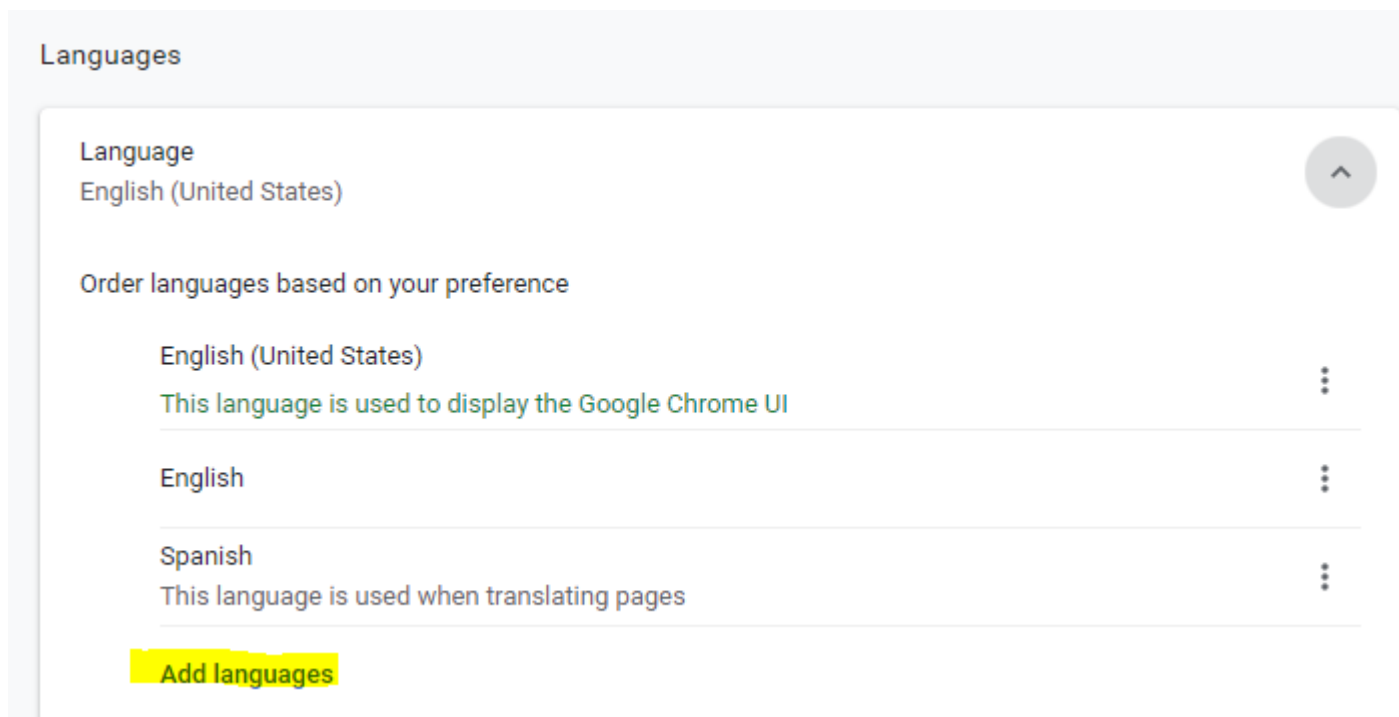 Languages
Language
English (United States)
Order languages based on your preference
English (United States)
This language is used to display the Google Chrome UI
English
Spanish
This language is used when translating pages
Add languages